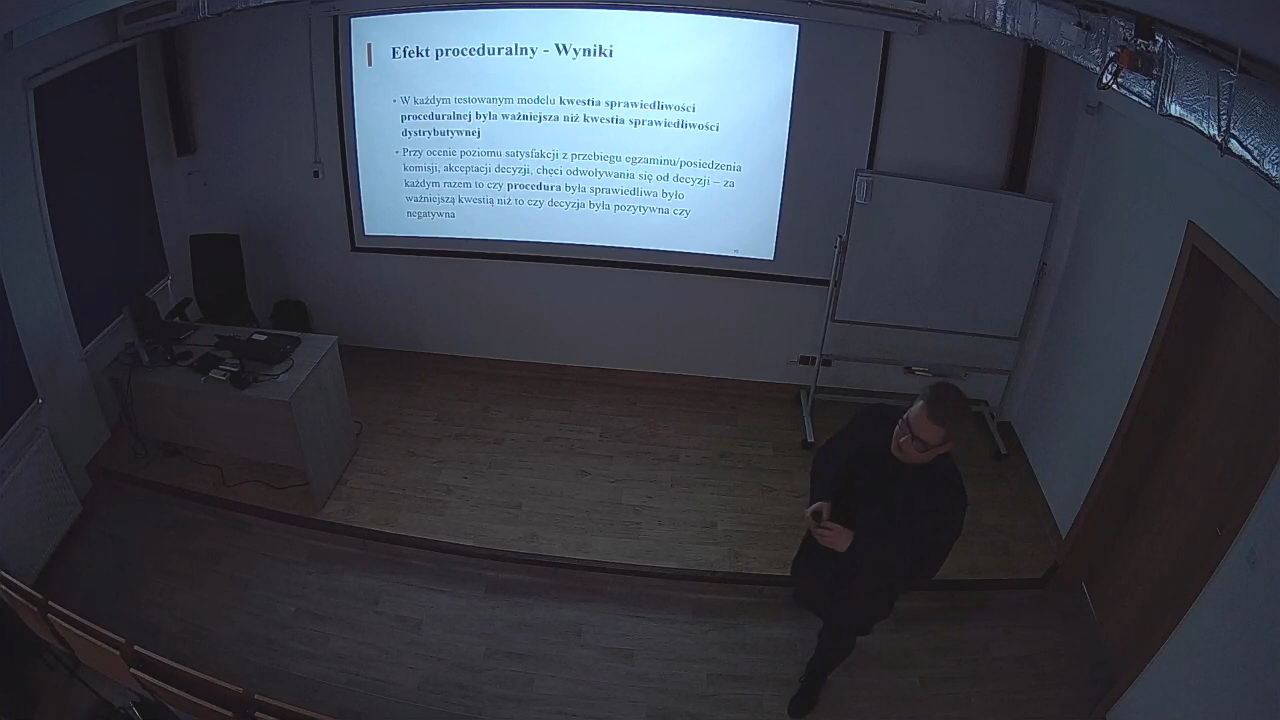 Efekt proceduralny - Wyniki
• W każdym testowanym modelu kwestia sprawiedliwości
proceduralnej była ważniejsza niż kwestia sprawiedliwości
dystrybutywnej
• Przy ocenie poziomu satysfakcji z przebiegu egzaminu/posiedzenia
komisji, akceptacji decyzji, chęci odwoływania się od decyzji – za
każdym razem to czy procedura była sprawiedliwa było
ważniejszą kwestią niż to czy decyzja była pozytywna czy
negatywna